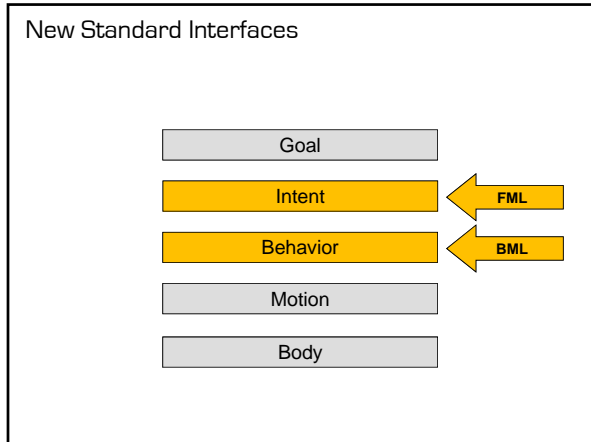 New Standard Interfaces
Goal
Intent
FML
Behavior
BML
Motion
Body